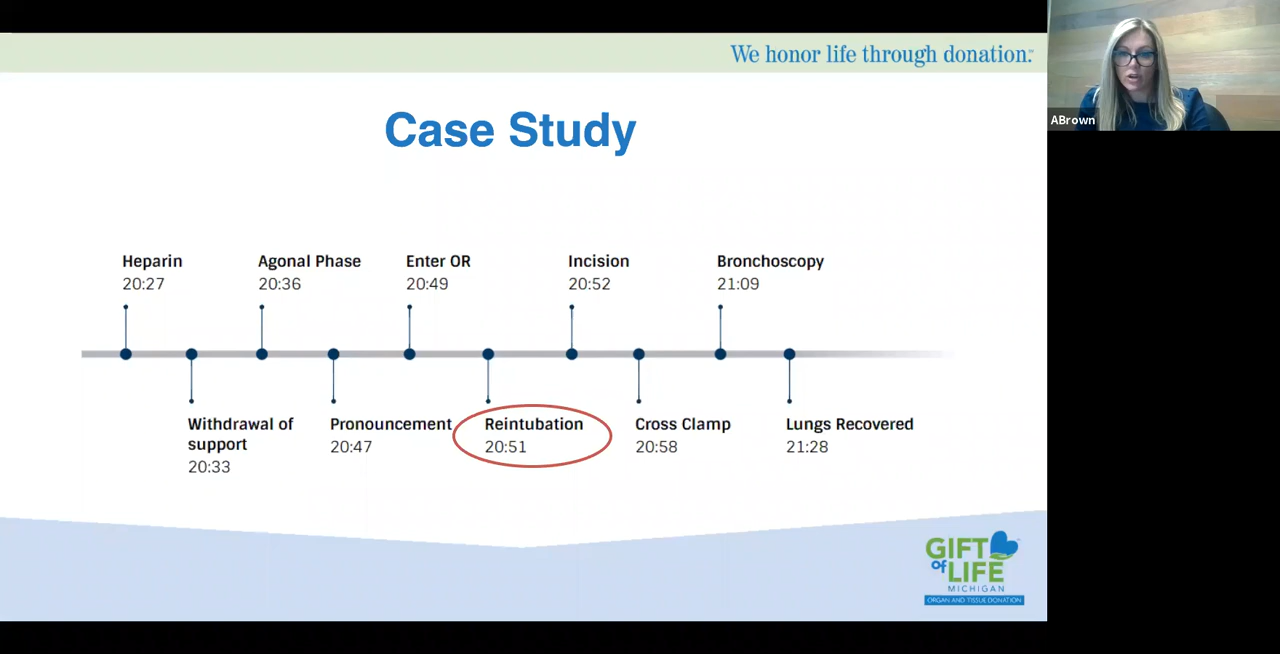 We honor life through donation.
ABrown
Case Study
Heparin
20:27
Agonal Phase
20:36
Enter OR
20:49
Incision
20:52
Bronchoscopy
21:09
Withdrawal of
support
20:33
Pronouncement
20:47
Reintubation
20:51
Cross Clamp
20:58
Lungs Recovered
21:28
GIFT
of LIFE
MICHIGAN
ORGAN AND TISSUE DONATION